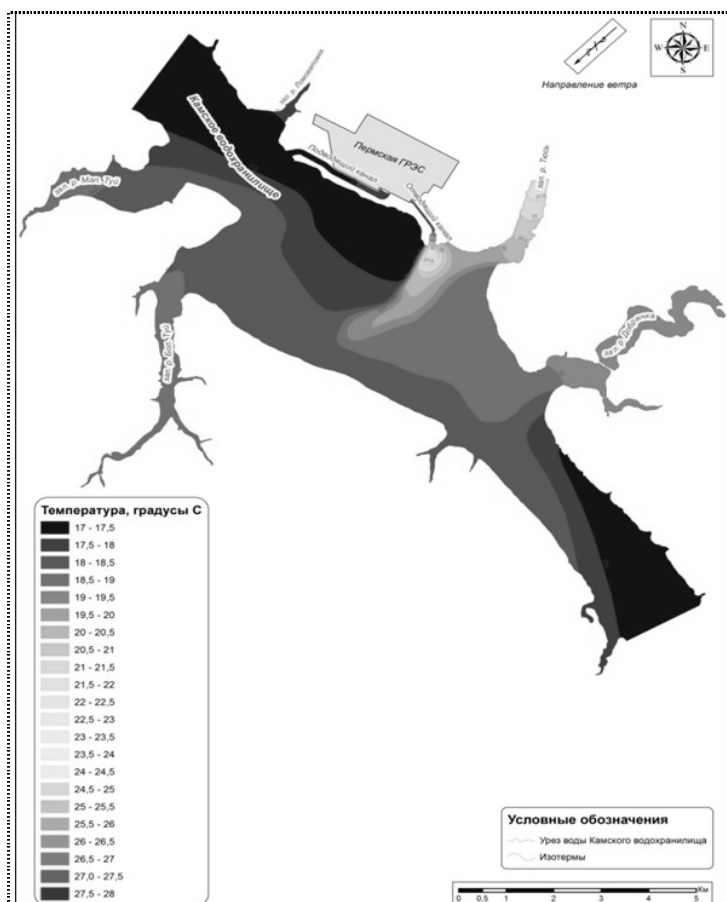 N
W E
S
Направление ветра
зал. р. Ломоватовка
Камское водохранилище
Пермская ГРЭС
Подводящий канал
Отводящий канал
зал. р. Тюсь
зал. р. Мал. Туй
зал. р. Бол. Туй
зал. р. Добрянка
Температура, градусы С
17 - 17,5
17,5 - 18
18 - 18,5
18,5 - 19
19 - 19,5
19,5 - 20
20 - 20,5
20,5 - 21
21 - 21,5
21,5 - 22
22 - 22,5
22,5 - 23
23 - 23,5
23,5 - 24
24 - 24,5
24,5 - 25
25 - 25,5
25,5 - 26
26 - 26,5
26,5 - 27
27,0 - 27,5
27,5 - 28
Условные обозначения
Урез воды Камского водохранилища
Изотермы
Км
0 0.5 1 2 3 4 5